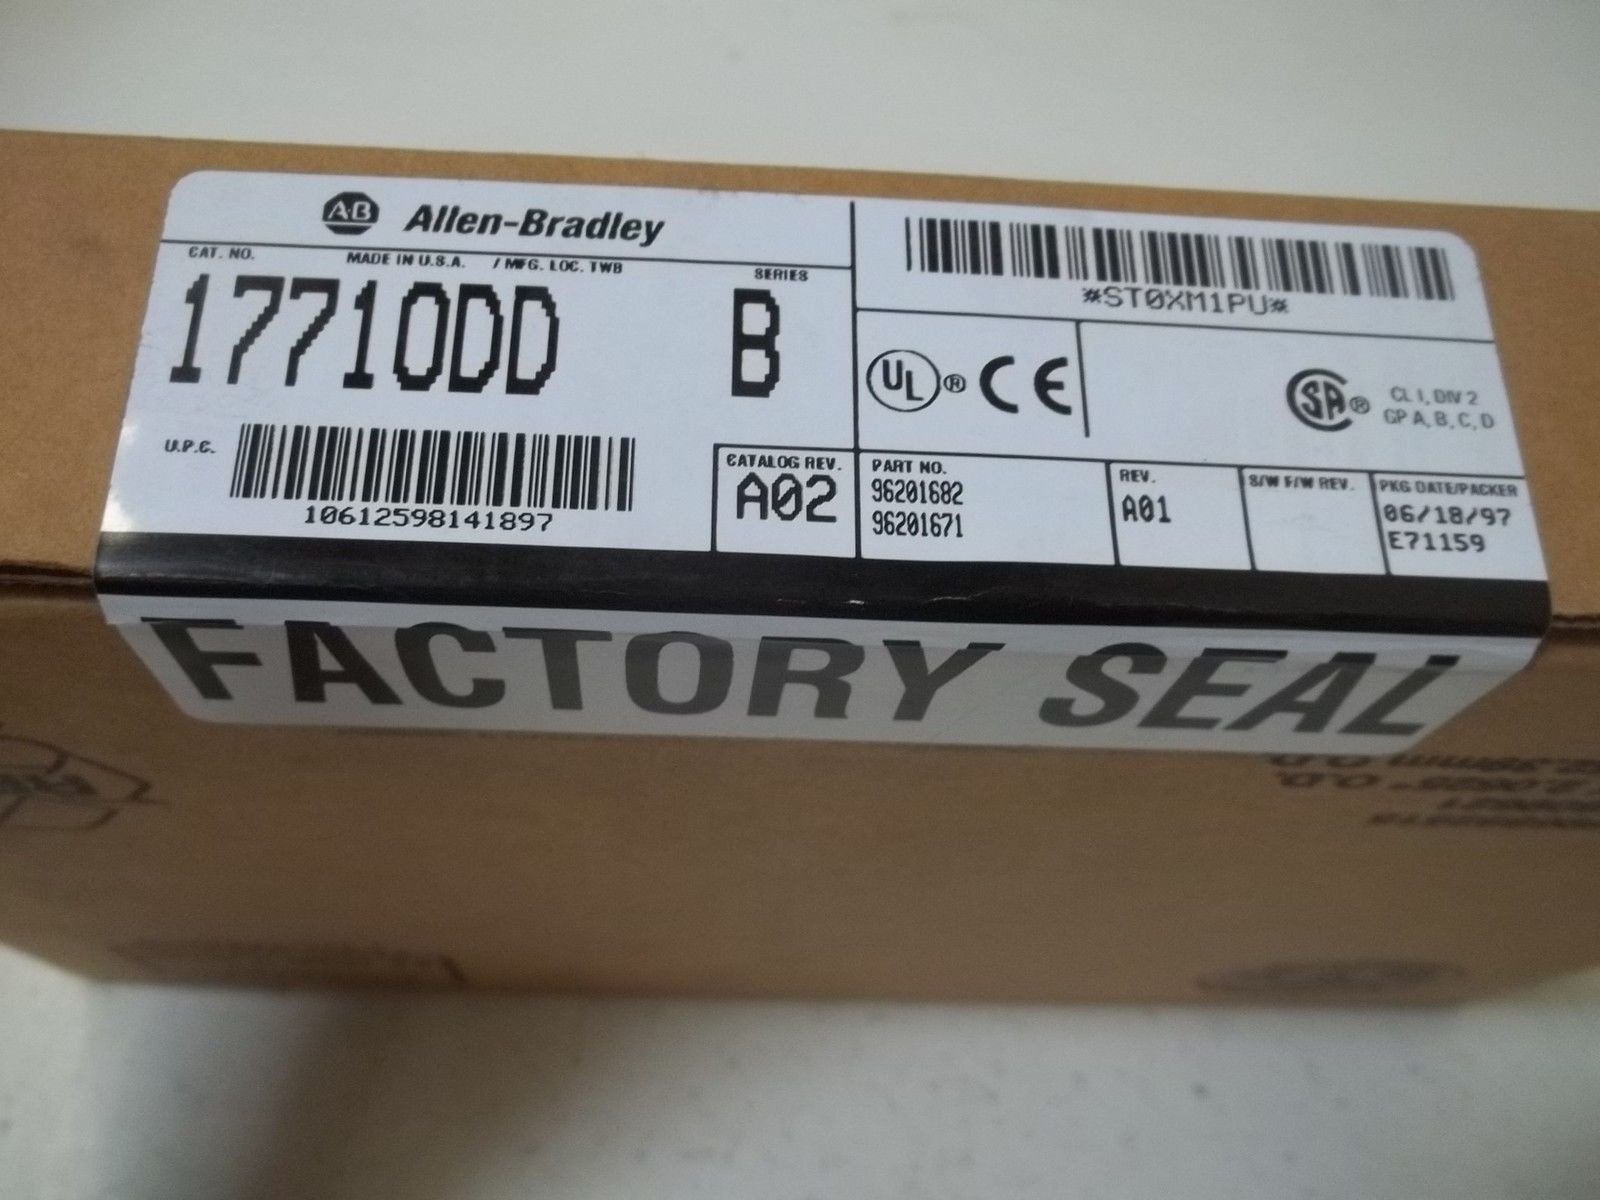 AB Allen-Bradley
CAT. NO. MADE IN U.S.A. / MFG. LOC. TWB SERIES
1771ODD B
U.P.C.
10612598141897
CATALOG REV.
A02
*ST0XM1PU*
UL ® CE
SA ® CL I, DIV 2
GP A, B, C, D
PART NO.
96201682
96201671
REV.
A01
S/W F/W REV.
PKG DATE/PACKER
06/18/97
E71159
FACTORY SEAL